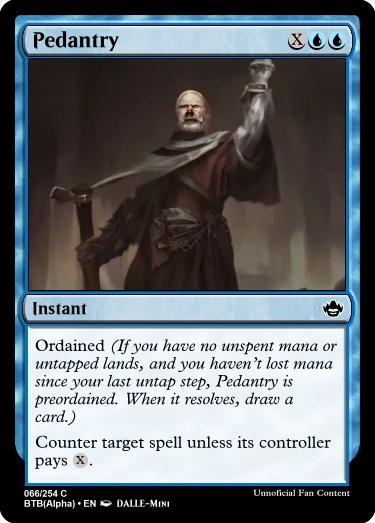 Pedantry X
Instant
Ordained (If you have no unspent mana or
untapped lands, and you haven't lost mana
since your last untap step, Pedantry is
preordained. When it resolves, draw a
card.)
Counter target spell unless its controller
pays X.
066/254 C
BTB(Alpha) • EN DALLE-Mini
Unnoficial Fan Content